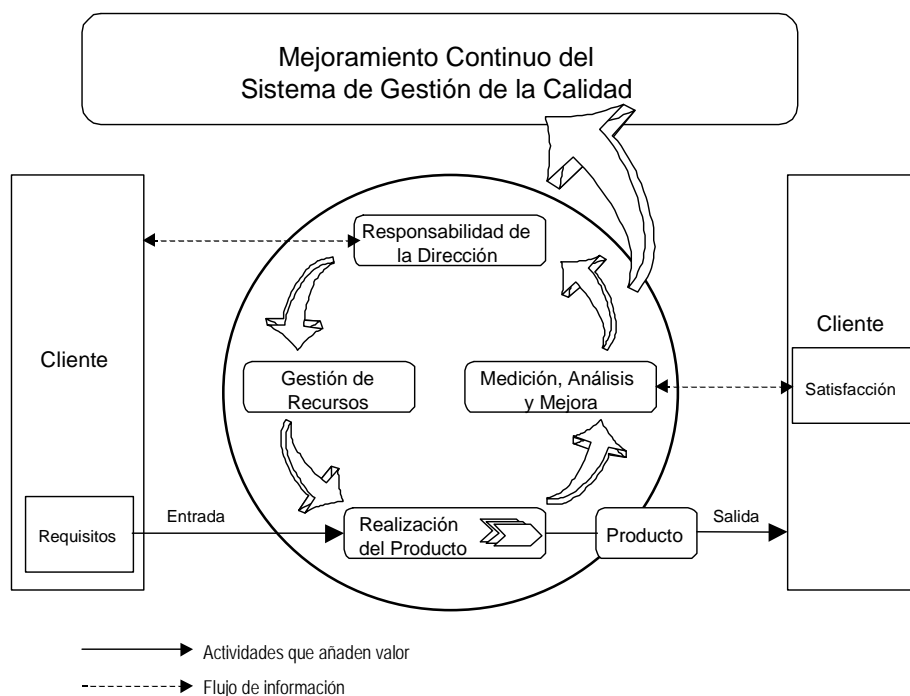 Mejoramiento Continuo del
Sistema de Gestión de la Calidad
Responsabilidad de
la Dirección
Cliente
Cliente
Gestión de
Recursos
Medición, Análisis
y Mejora
Satisfacción
Requisitos
Entrada
Realización
del Producto
Producto
Salida
Actividades que añaden valor
Flujo de información